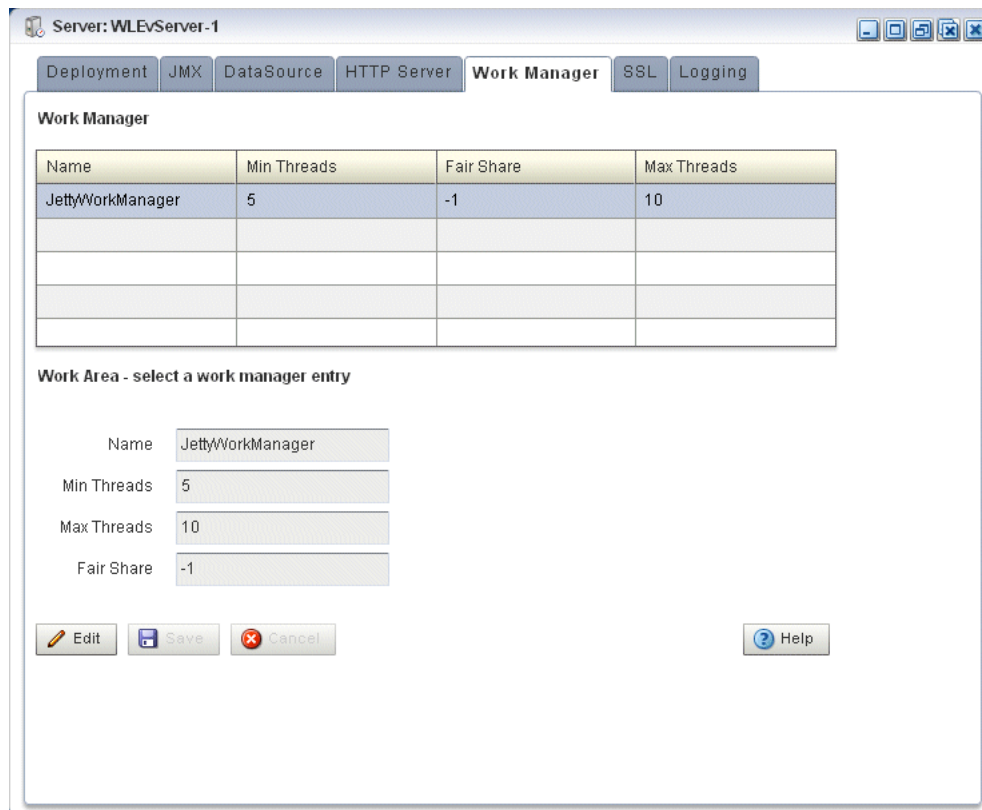 Server: WLEvServer-1
Deployment JMX DataSource HTTP Server Work Manager SSL Logging
Work Manager
Name Min Threads Fair Share Max Threads
JettyWorkManager 5 -1 10
Work Area - select a work manager entry
Name JettyWorkManager
Min Threads 5
Max Threads 10
Fair Share -1
Edit Save Cancel Help